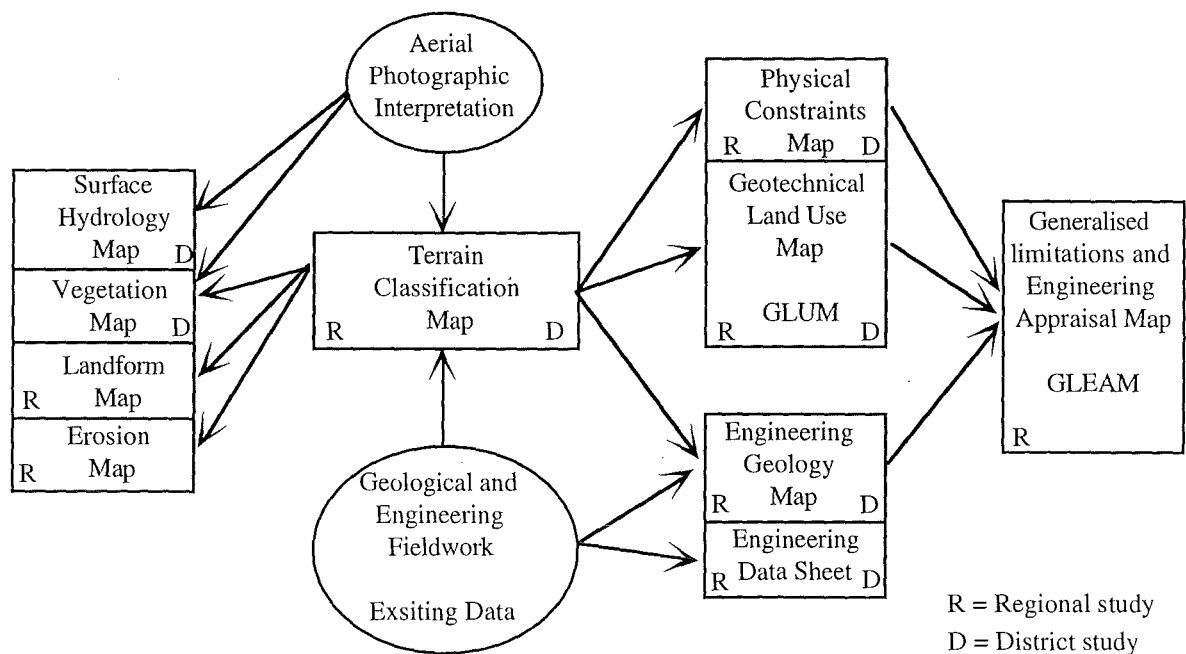 Aerial
Photographic
Interpretation
Surface
Hydrology
Map
D
Vegetation
Map
D
Landform
R Map
Erosion
R Map
Terrain
Classification
R Map D
Geological and
Engineering
Fieldwork
Exsiting Data
Physical
Constraints
R Map D
Geotechnical
Land Use
Map
GLUM
R D
Engineering
Geology
R Map D
Engineering
R Data Sheet D
Generalised
limitations and
Engineering
Appraisal Map
GLEAM
R
R = Regional study
D = District study